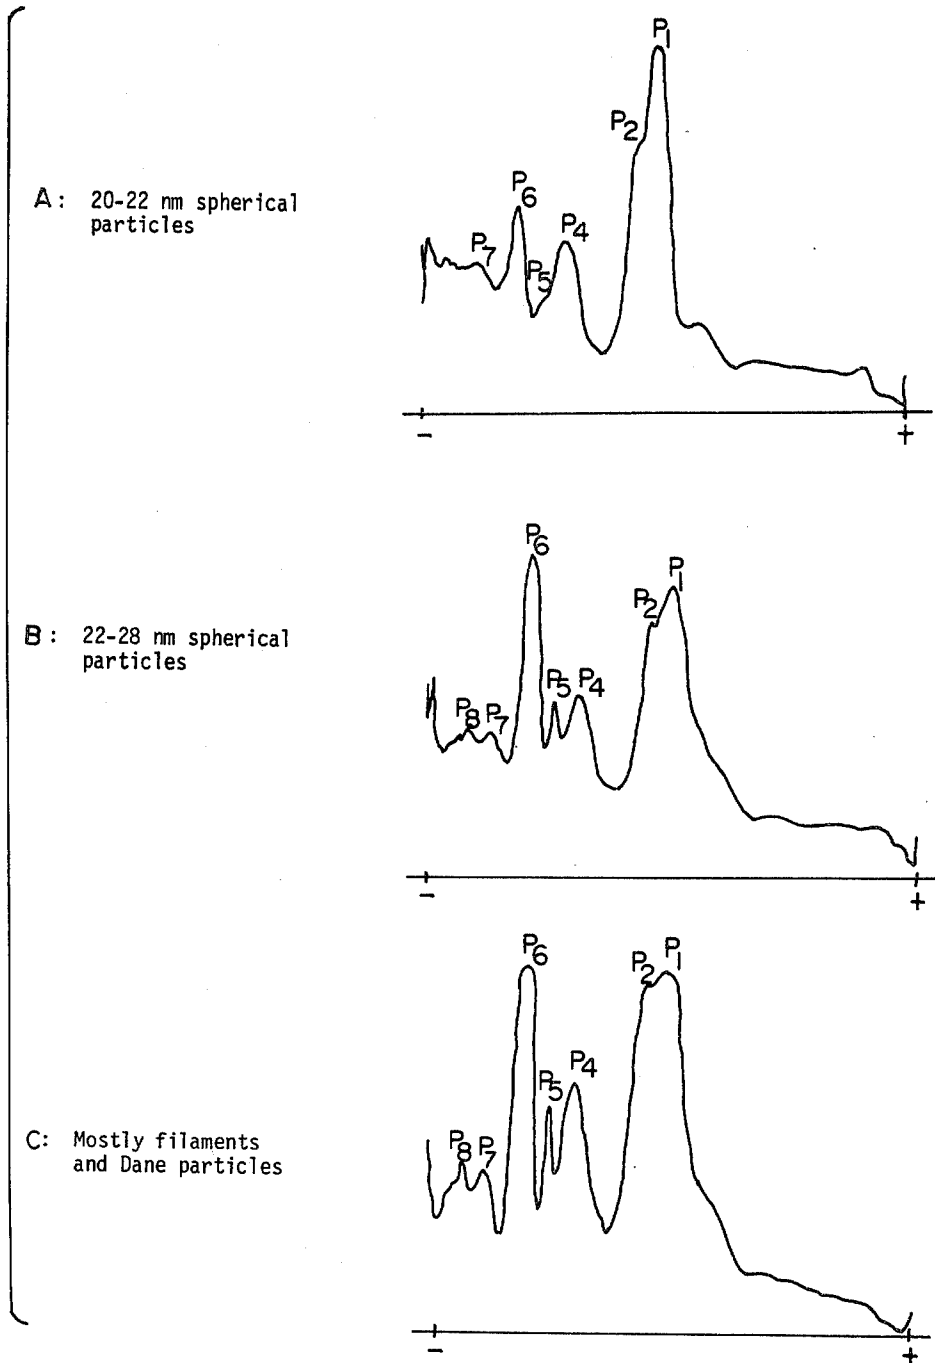 P1
P2
A: 20-22 nm spherical
particles
P6
P4
P7
P5
-
+
P6
P1
P2
B: 22-28 nm spherical
particles
P5
P4
P8
P7
-
+
P6
P2
P1
P4
P5
C: Mostly filaments
and Dane particles
P8
P7
-
+